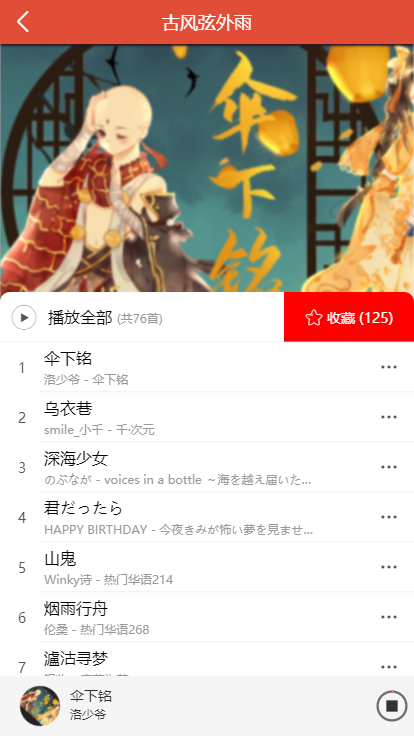 古风弦外雨
伞下铭
播放全部 (共76首)
收藏 (125)
1
伞下铭
洛少爷 - 伞下铭
2
乌衣巷
smile_小千 - 千·次元
3
深海少女
のぶなが - voices in a bottle ～海を越え届いた...
4
君だったら
HAPPY BIRTHDAY - 今夜きみが怖い夢を見ませ...
5
山鬼
Winky诗 - 热门华语214
6
烟雨行舟
伦桑 - 热门华语268
7
瀘沽寻梦
伞下铭
洛少爷